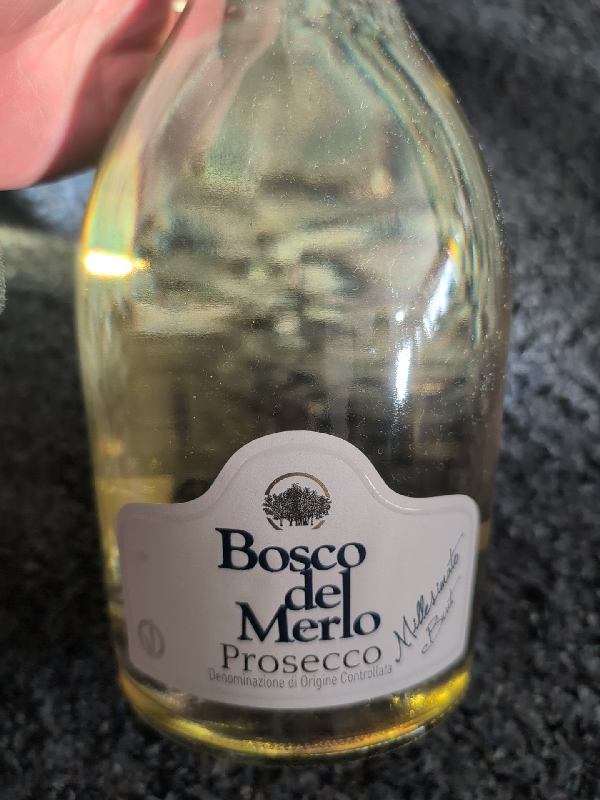 Bosco
del
Merlo
Prosecco
Denominazione di Origine Controllata
Millesimato
Brut